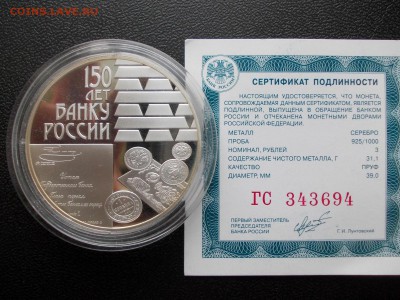 COINS.LAVE.RO
150
ЛЕТ
БАНКУ
РОССИИ
СЕРТИФИКАТ ПОДЛИННОСТИ
НАСТОЯЩИМ УДОСТОВЕРЯЕТСЯ, ЧТО МОНЕТА,
СОПРОВОЖДАЕМАЯ ДАННЫМ СЕРТИФИКАТОМ, ЯВЛЯЕТСЯ
ПОДЛИННОЙ, ВЫПУЩЕНА В ОБРАЩЕНИЕ БАНКОМ
РОССИИ И ОТЧЕКАНЕНА МОНЕТНЫМ ДВОРАМИ
РОССИЙСКОЙ ФЕДЕРАЦИИ.
МЕТАЛЛ СЕРЕБРО
ПРОБА 925/1000
НОМИНАЛ, РУБЛЕЙ 3
СОДЕРЖАНИЕ ЧИСТОГО МЕТАЛЛА, Г 31,1
КАЧЕСТВО ПРУФ
ДИАМЕТР, ММ 39,0
ГС 343694
ПЕРВЫЙ ЗАМЕСТИТЕЛЬ
ПРЕДСЕДАТЕЛЯ
БАНКА РОССИИ
Г.И. Лунтовский